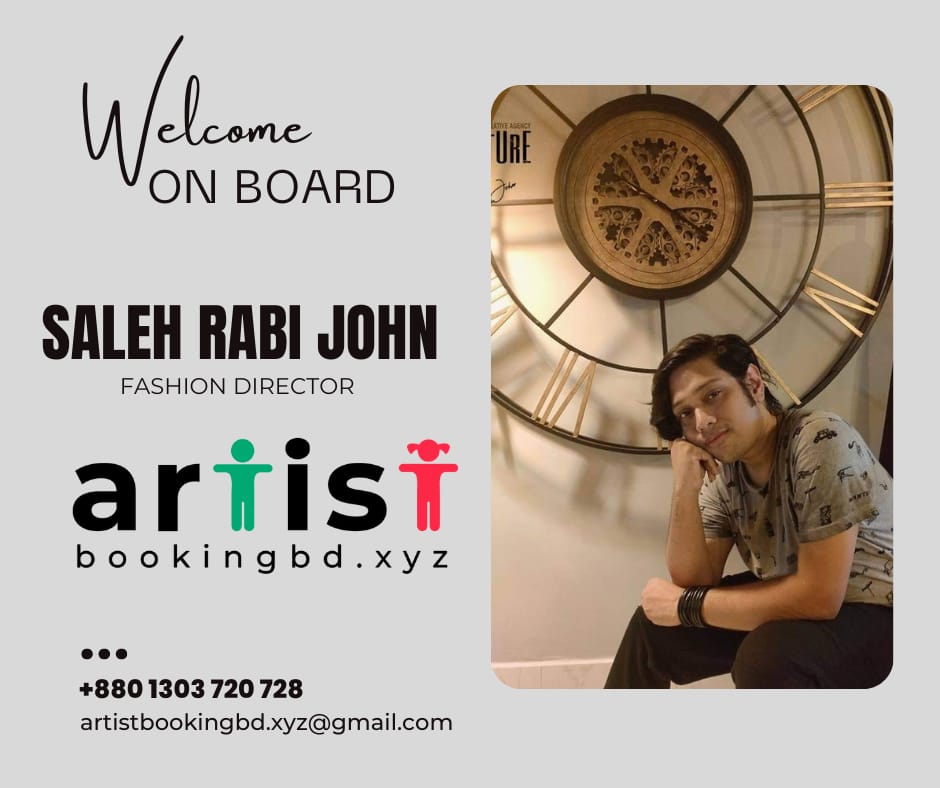 Welcome
ON BOARD
SALEH RABI JOHN
FASHION DIRECTOR
artist
bookingbd.xyz
+880 1303 720 728
artistbookingbd.xyz@gmail.com